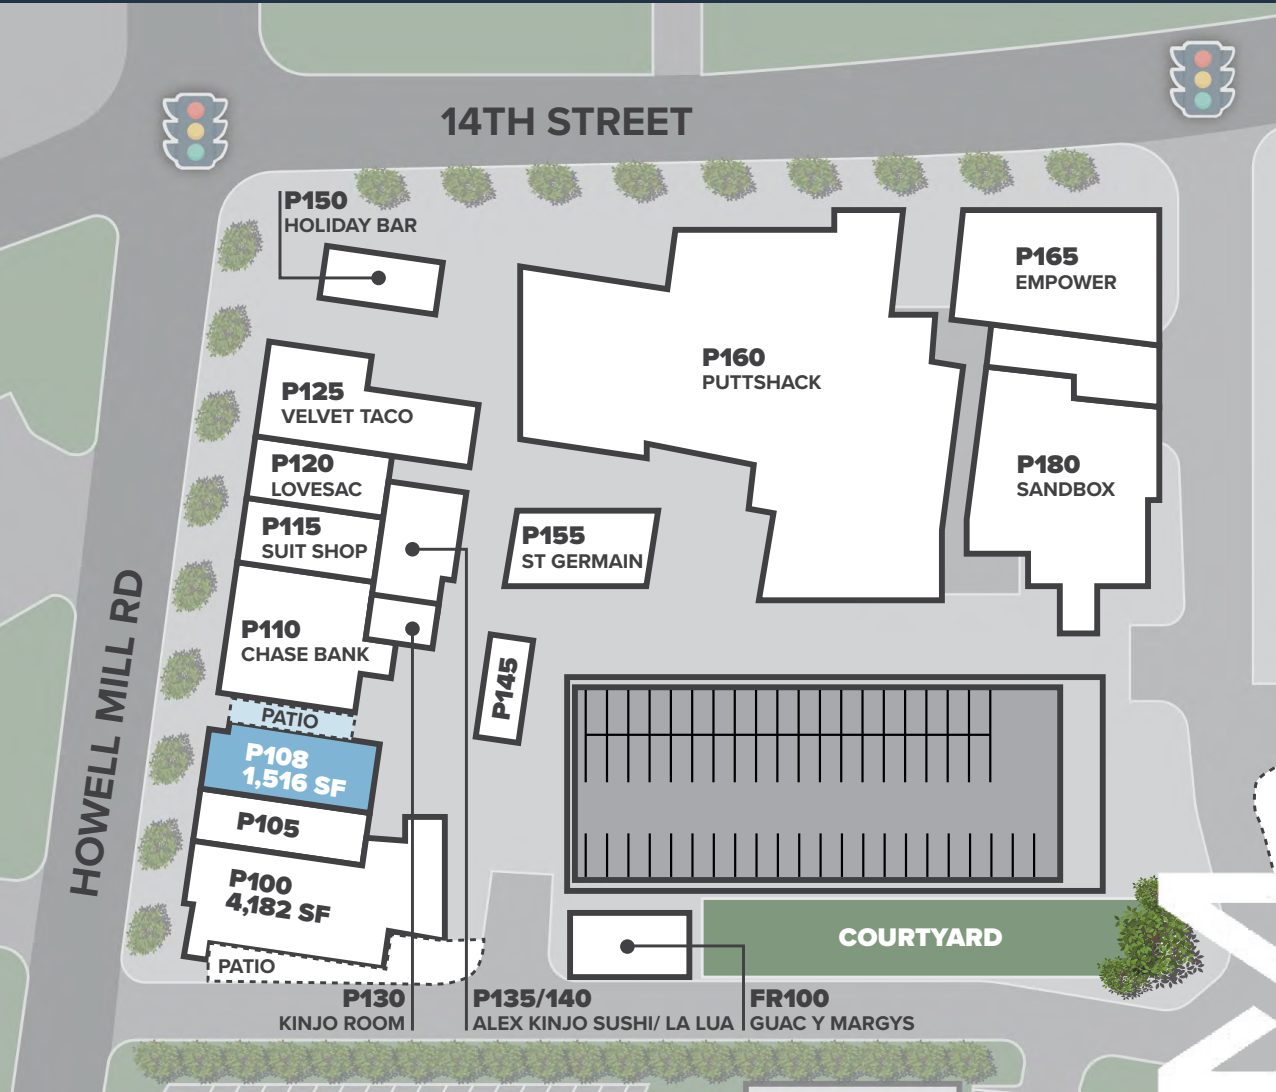 14TH STREET
P150
HOLIDAY BAR
P165
EMPOWER
P160
PUTTSHACK
P125
VELVET TACO
P120
LOVESAC
P180
SANDBOX
P115
SUIT SHOP
P155
ST GERMAIN
HOWELL MILL RD
P110
CHASE BANK
P145
PATIO
P108
1,516 SF
P105
P100
4,182 SF
COURTYARD
PATIO
P130
KINJO ROOM
P135/140
ALEX KINJO SUSHI/ LA LUA
FR100
GUAC Y MARGYS